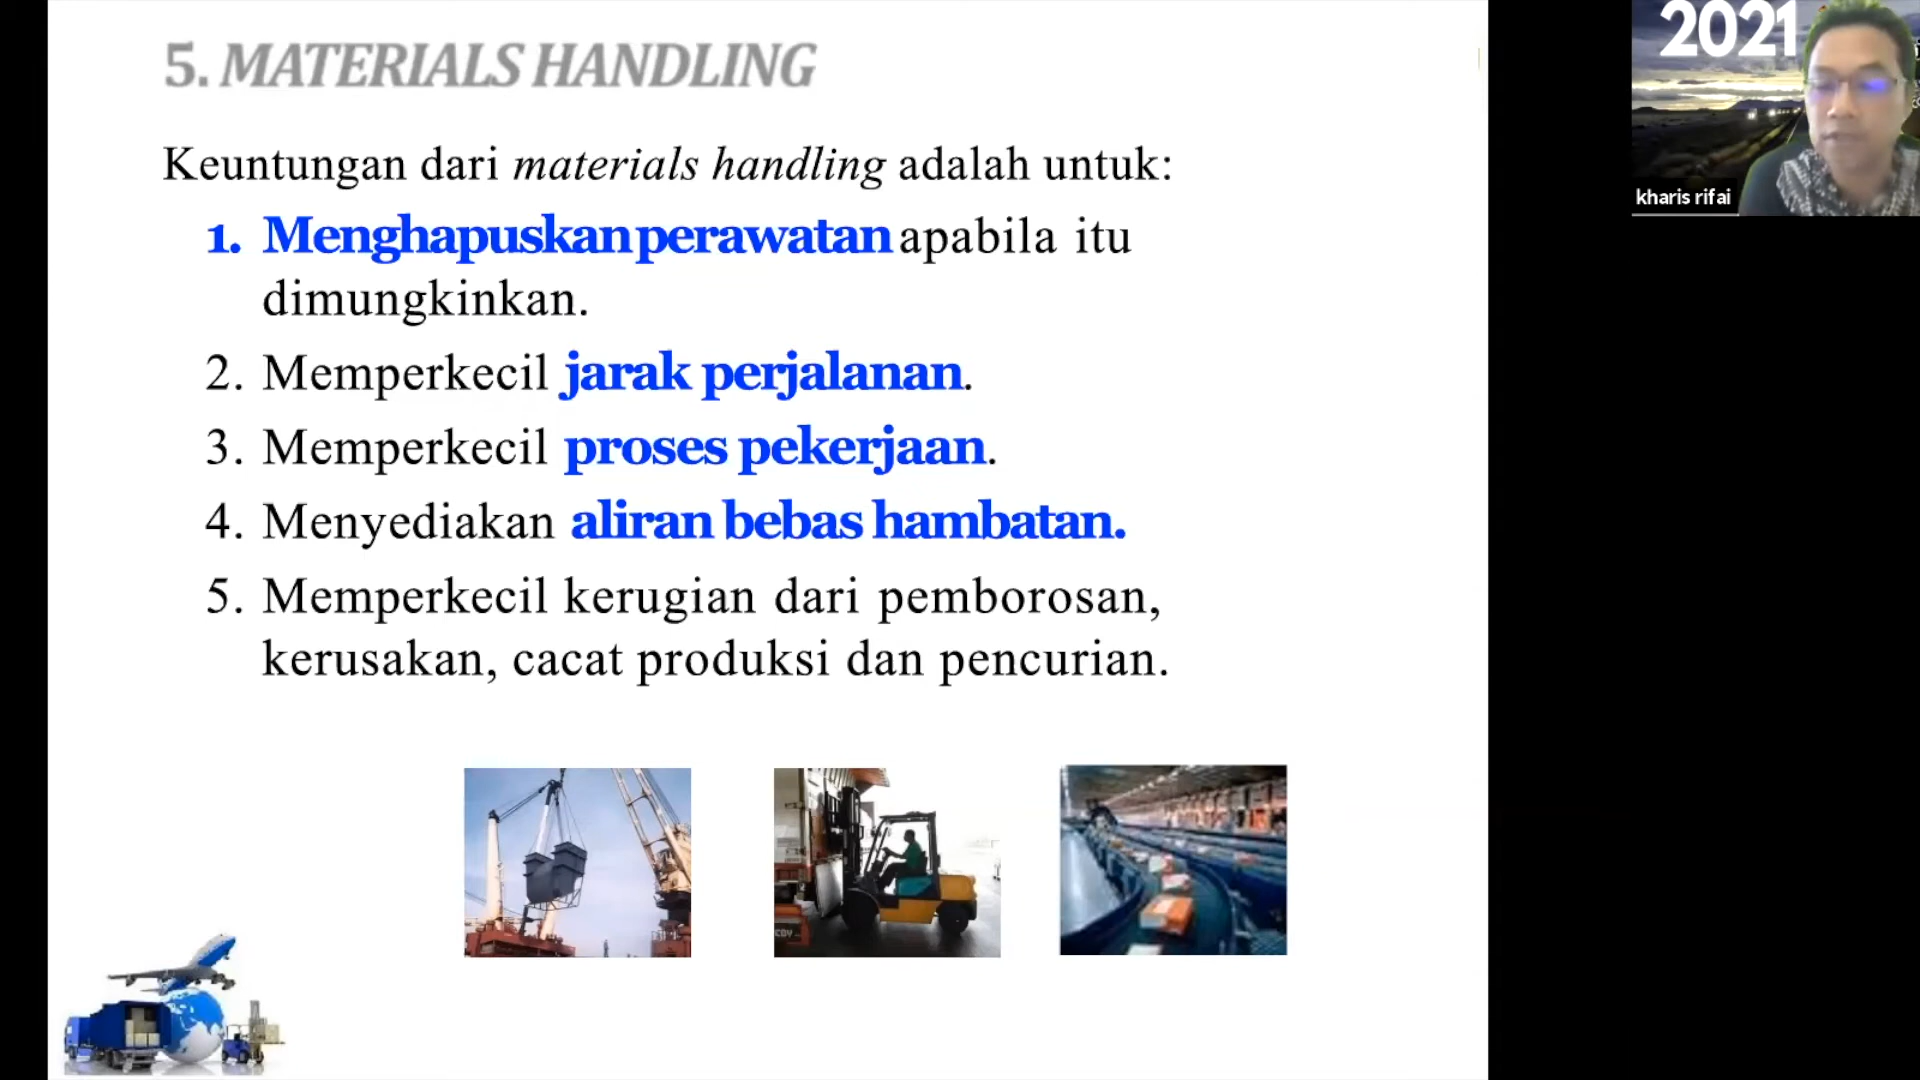 5. MATERIALS HANDLING
2021
kharis rifai
Keuntungan dari materials handling adalah untuk:
1. Menghapuskan perawatan apabila itu
dimungkinkan.
2. Memperkecil jarak perjalanan.
3. Memperkecil proses pekerjaan.
4. Menyediakan aliran bebas hambatan.
5. Memperkecil kerugian dari pemborosan,
kerusakan, cacat produksi dan pencurian.